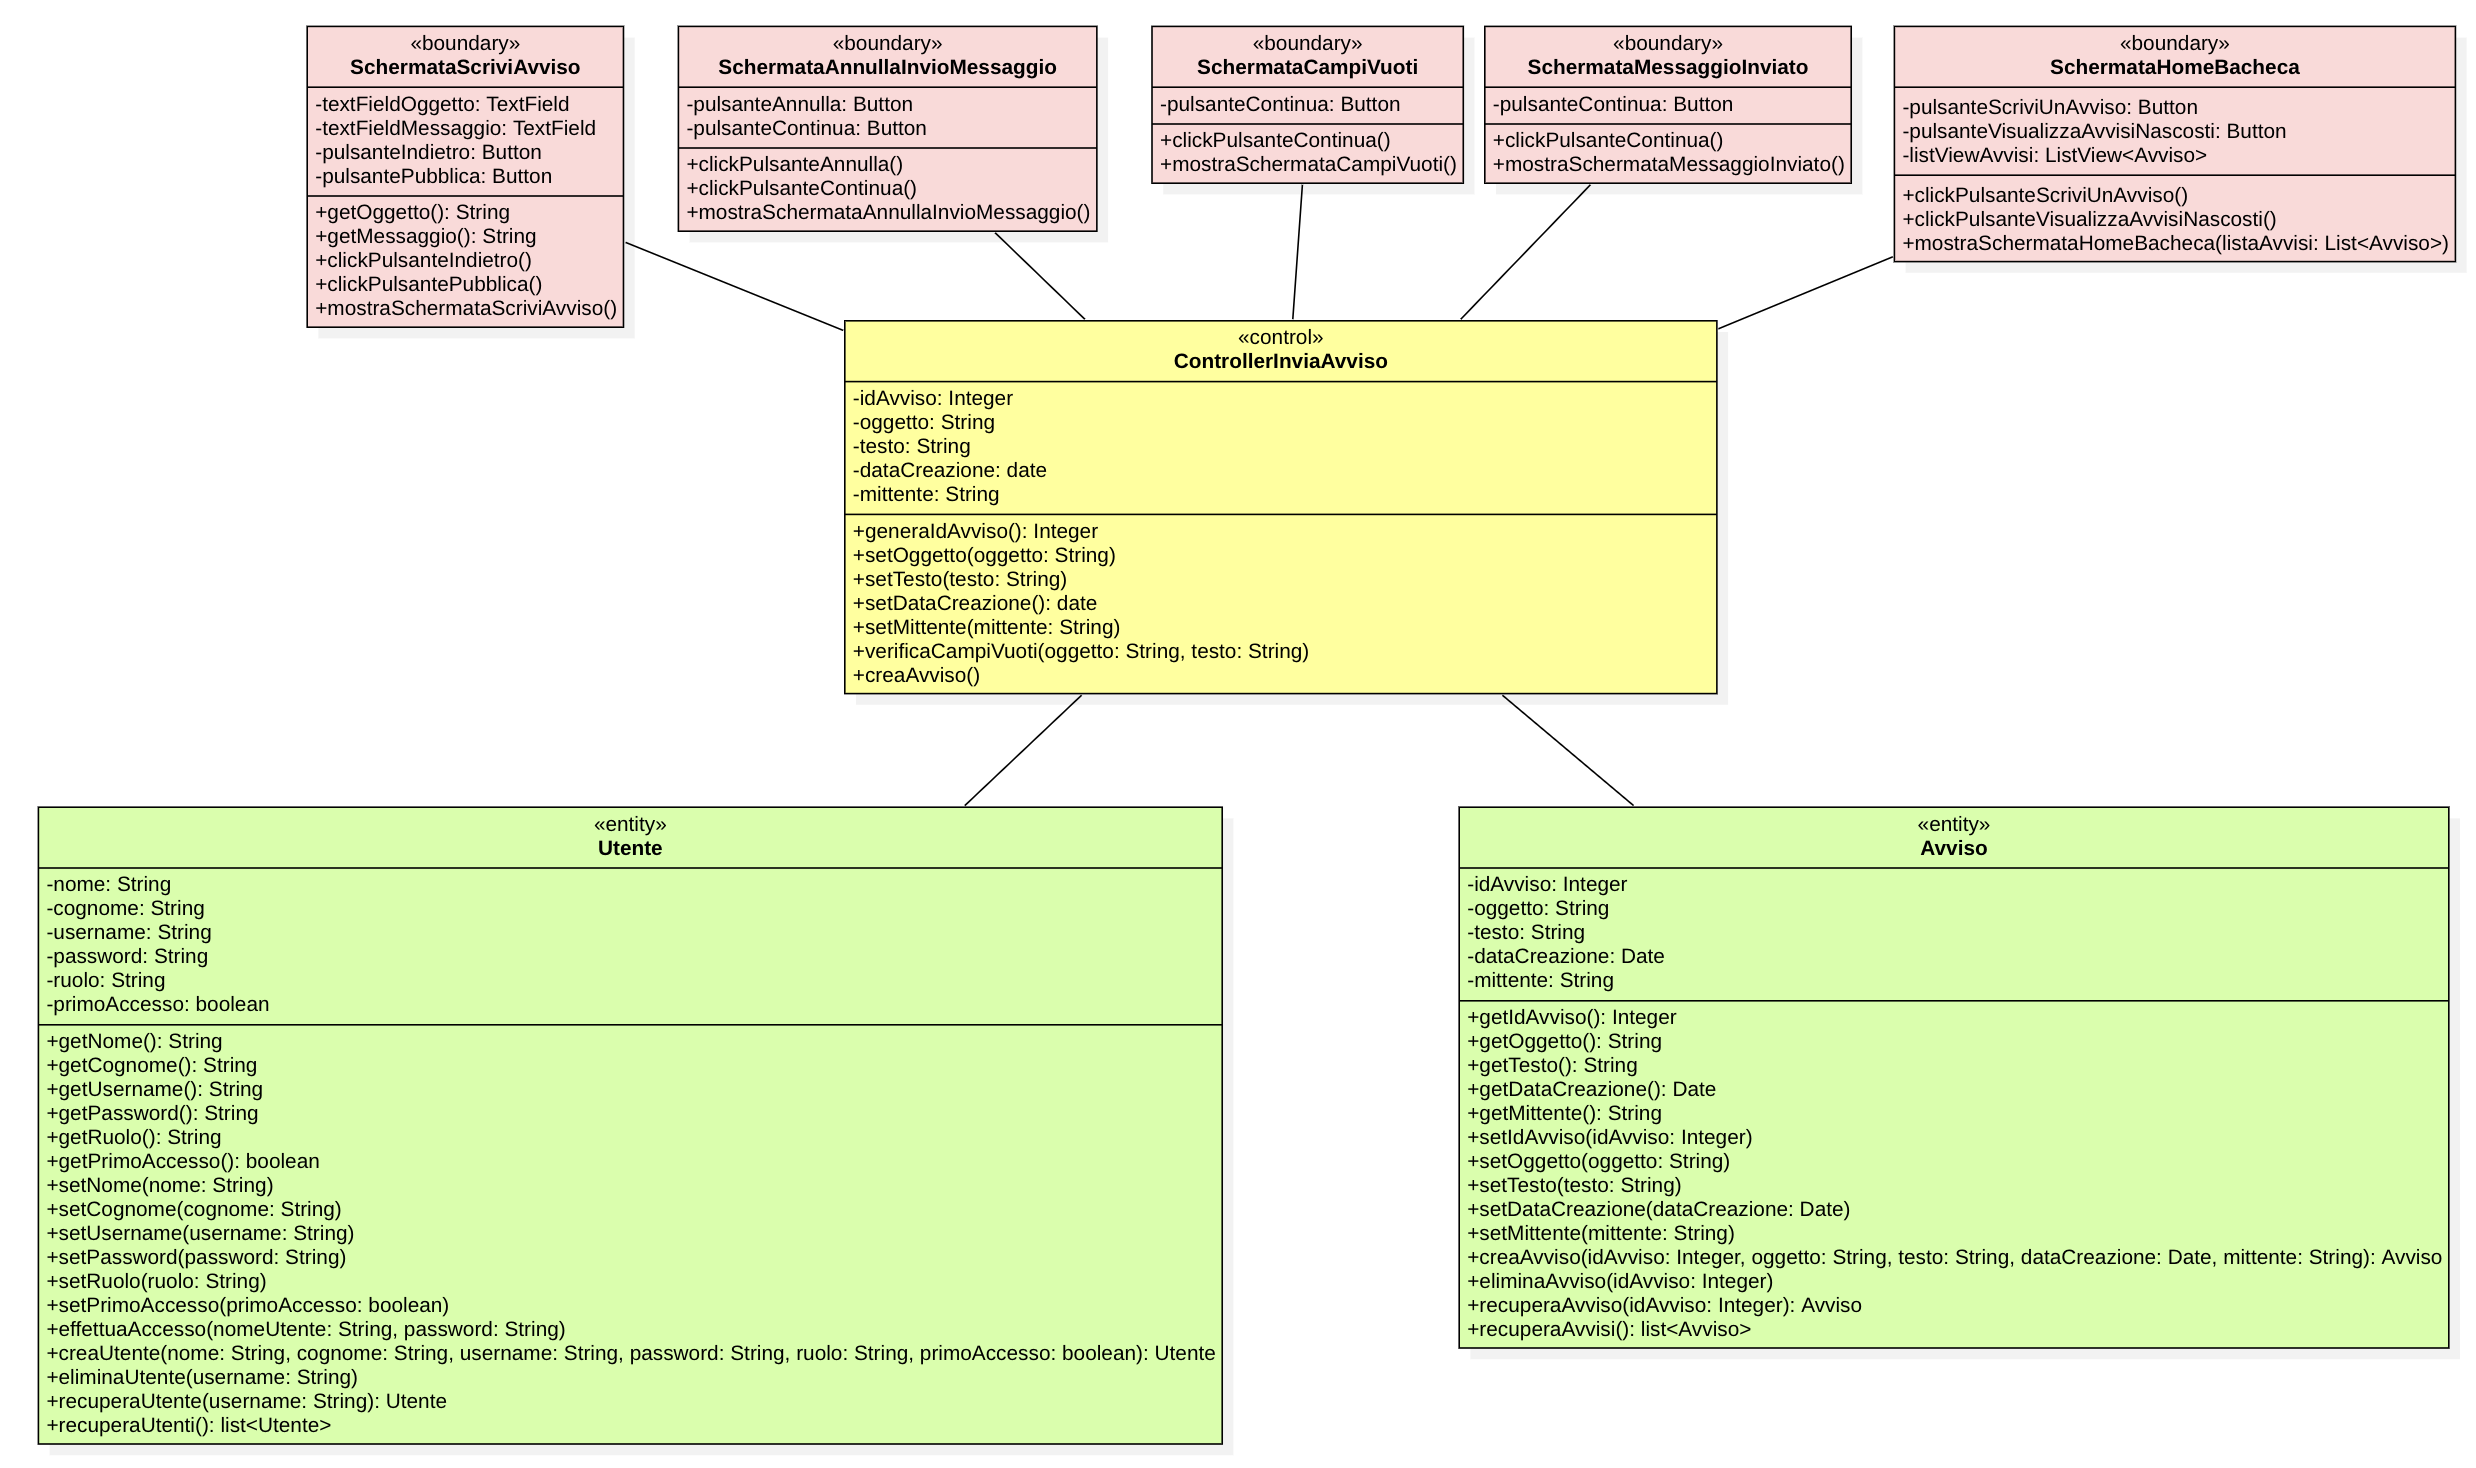 «boundary»
SchermataScriviAvviso
-textFieldOggetto: TextField
-textFieldMessaggio: TextField
-pulsanteIndietro: Button
-pulsantePubblica: Button
+getOggetto(): String
+getMessaggio(): String
+clickPulsanteIndietro()
+clickPulsantePubblica()
+mostraSchermataScriviAvviso()
«boundary»
SchermataAnnullaInvioMessaggio
-pulsanteAnnulla: Button
-pulsanteContinua: Button
+clickPulsanteAnnulla()
+clickPulsanteContinua()
+mostraSchermataAnnullaInvioMessaggio()
«boundary»
SchermataCampiVuoti
-pulsanteContinua: Button
+clickPulsanteContinua()
+mostraSchermataCampiVuoti()
«boundary»
SchermataMessaggioInviato
-pulsanteContinua: Button
+clickPulsanteContinua()
+mostraSchermataMessaggioInviato()
«boundary»
SchermataHomeBacheca
-pulsanteScriviUnAvviso: Button
-pulsanteVisualizzaAvvisiNascosti: Button
-listViewAvvisi: ListView<Avviso>
+clickPulsanteScriviUnAvviso()
+clickPulsanteVisualizzaAvvisiNascosti()
+mostraSchermataHomeBacheca(listaAvvisi: List<Avviso>)
«control»
ControllerInviaAvviso
-idAvviso: Integer
-oggetto: String
-testo: String
-dataCreazione: date
-mittente: String
+generaIdAvviso(): Integer
+setOggetto(oggetto: String)
+setTesto(testo: String)
+setDataCreazione(): date
+setMittente(mittente: String)
+verificaCampiVuoti(oggetto: String, testo: String)
+creaAvviso()
«entity»
Utente
-nome: String
-cognome: String
-username: String
-password: String
-ruolo: String
-primoAccesso: boolean
+getNome(): String
+getCognome(): String
+getUsername(): String
+getPassword(): String
+getRuolo(): String
+getPrimoAccesso(): boolean
+setNome(nome: String)
+setCognome(cognome: String)
+setUsername(username: String)
+setPassword(password: String)
+setRuolo(ruolo: String)
+setPrimoAccesso(primoAccesso: boolean)
+effettuaAccesso(nomeUtente: String, password: String)
+creaUtente(nome: String, cognome: String, username: String, password: String, ruolo: String, primoAccesso: boolean): Utente
+eliminaUtente(username: String)
+recuperaUtente(username: String): Utente
+recuperaUtenti(): list<Utente>
«entity»
Avviso
-idAvviso: Integer
-oggetto: String
-testo: String
-dataCreazione: Date
-mittente: String
+getIdAvviso(): Integer
+getOggetto(): String
+getTesto(): String
+getDataCreazione(): Date
+getMittente(): String
+setIdAvviso(idAvviso: Integer)
+setOggetto(oggetto: String)
+setTesto(testo: String)
+setDataCreazione(dataCreazione: Date)
+setMittente(mittente: String)
+creaAvviso(idAvviso: Integer, oggetto: String, testo: String, dataCreazione: Date, mittente: String): Avviso
+eliminaAvviso(idAvviso: Integer)
+recuperaAvviso(idAvviso: Integer): Avviso
+recuperaAvvisi(): list<Avviso>